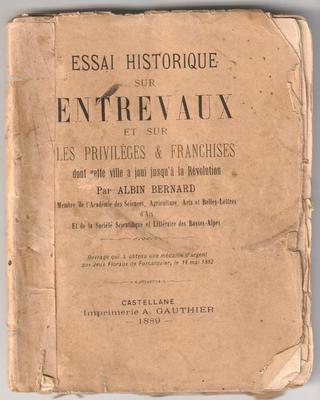 ESSAI HISTORIQUE
SUR
ENTREVAUX
ET SUR
LES PRIVILÈGES & FRANCHISES
dont cette ville a joui jusqu'à la Révolution
Par ALBIN BERNARD
Membre de l'Académie des Sciences, Agriculture, Arts et Belles-Lettres
d'Aix
Et de la Société Scientifique et Littéraire des Basses-Alpes
Ouvrage qui a obtenu une médaille d'argent
aux Jeux Floraux de Forcalquier, le 14 mai 1882
CASTELLANE
Imprimerie A. GAUTHIER
— 1889 —